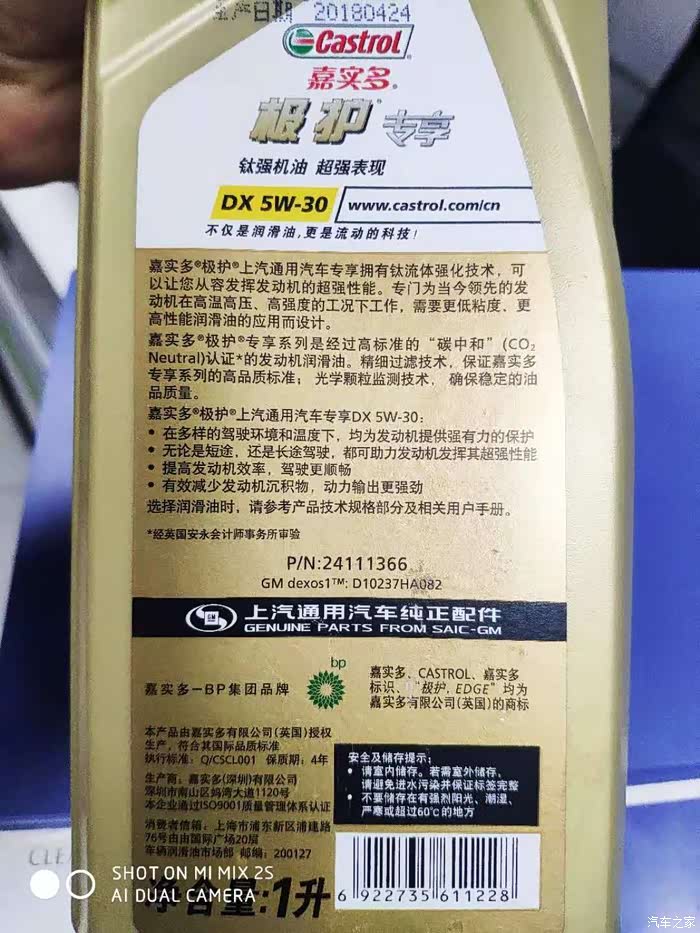 生产日期 20180424
Castrol
嘉实多®
极护® 专享
钛强机油 超强表现
DX 5W-30
www.castrol.com/cn
不仅是润滑油,更是流动的科技!
嘉实多®极护®上汽通用汽车专享拥有钛流体强化技术，可
以让您从容发挥发动机的超强性能。专门为当今领先的发
动机在高温高压、高强度的工况下工作，需要更低粘度、更
高性能润滑油的应用而设计。
嘉实多®极护®专享系列是经过高标准的“碳中和”(CO₂
Neutral)认证*的发动机润滑油。精细过滤技术，保证嘉实多
专享系列的高品质标准；光学颗粒监测技术、确保稳定的油
品质量。
嘉实多®极护®上汽通用汽车专享DX 5W-30：
• 在多样的驾驶环境和温度下，均为发动机提供强有力的保护
• 无论是短途，还是长途驾驶，都可助力发动机发挥其超强性能
• 提高发动机效率，驾驶更顺畅
• 有效减少发动机沉积物，动力输出更强劲
选择润滑油时，请参考产品技术规格部分及相关用户手册。
*经英国安永会计师事务所审验
P/N:24111366
GM dexos1™: D10237HA082
GM 上汽通用汽车纯正配件
GENUINE PARTS FROM SAIC-GM
嘉实多－BP集团品牌
bp
嘉实多、CASTROL、嘉实多
标识、“极护, EDGE”均为
嘉实多有限公司(英国)的商标
本产品由嘉实多有限公司(英国)授权
生产，符合其国际品质标准
执行标准：Q/CSCL001 保质期：4年
生产商：嘉实多(深圳)有限公司
深圳市南山区妈湾大道1120号
本企业通过ISO9001质量管理体系认证
消费者信箱：上海市浦东新区浦建路
76号由由国际广场20层
车辆润滑油市场部 邮编：200127
安全及储存提示：
• 请室内储存。若需室外储存、
请避免进水污染并保证标签完整
• 不要储存在有强烈阳光、潮湿、
严寒或超过60℃的地方
净含量:1升
6 922735 611228
CLE
SHOT ON MI MIX 2S
AI DUAL CAMERA
汽车之家